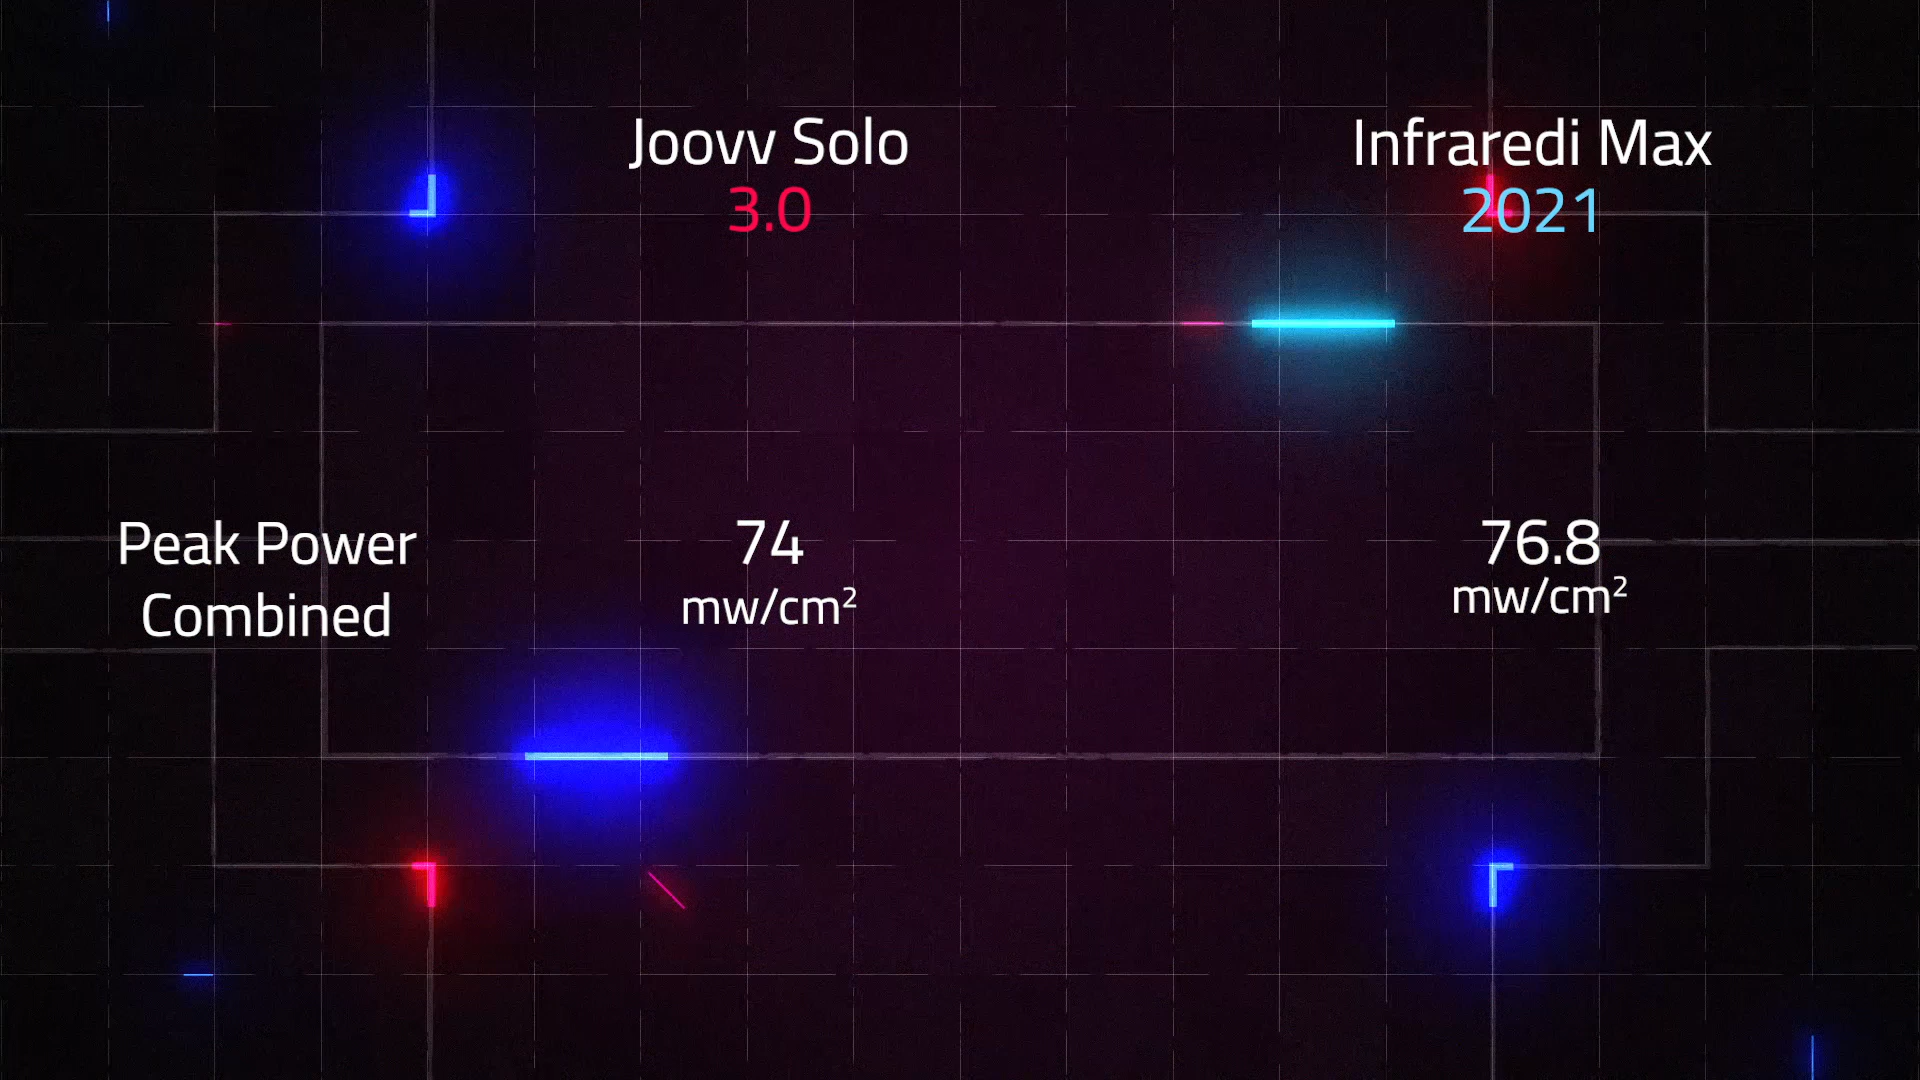 Joovv Solo
3.0
Infraredi Max
2021
Peak Power
Combined
74
mw/cm²
76.8
mw/cm²